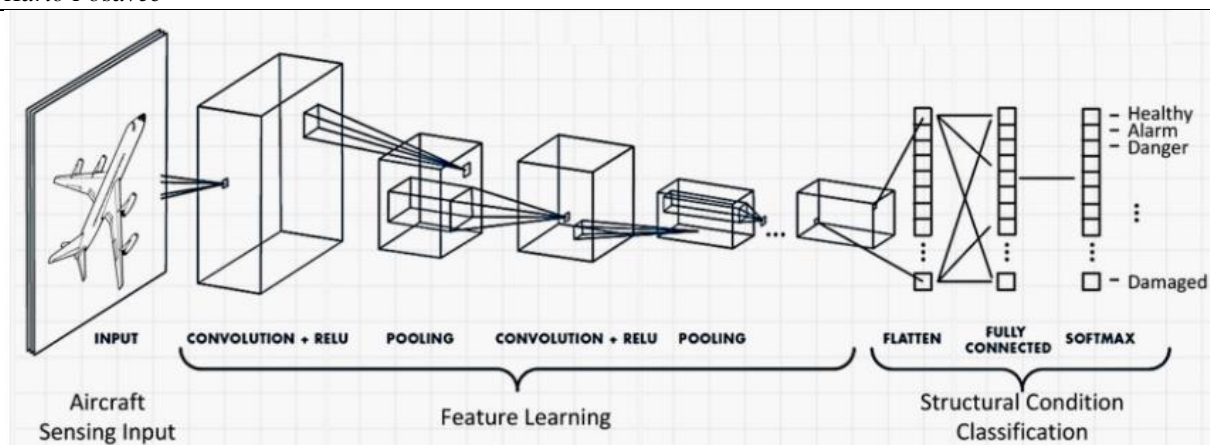 Healthy
Alarm
Danger
...
Damaged
INPUT CONVOLUTION + RELU POOLING CONVOLUTION + RELU POOLING FLATTEN FULLY CONNECTED SOFTMAX
Aircraft
Sensing Input
Feature Learning
Structural Condition
Classification